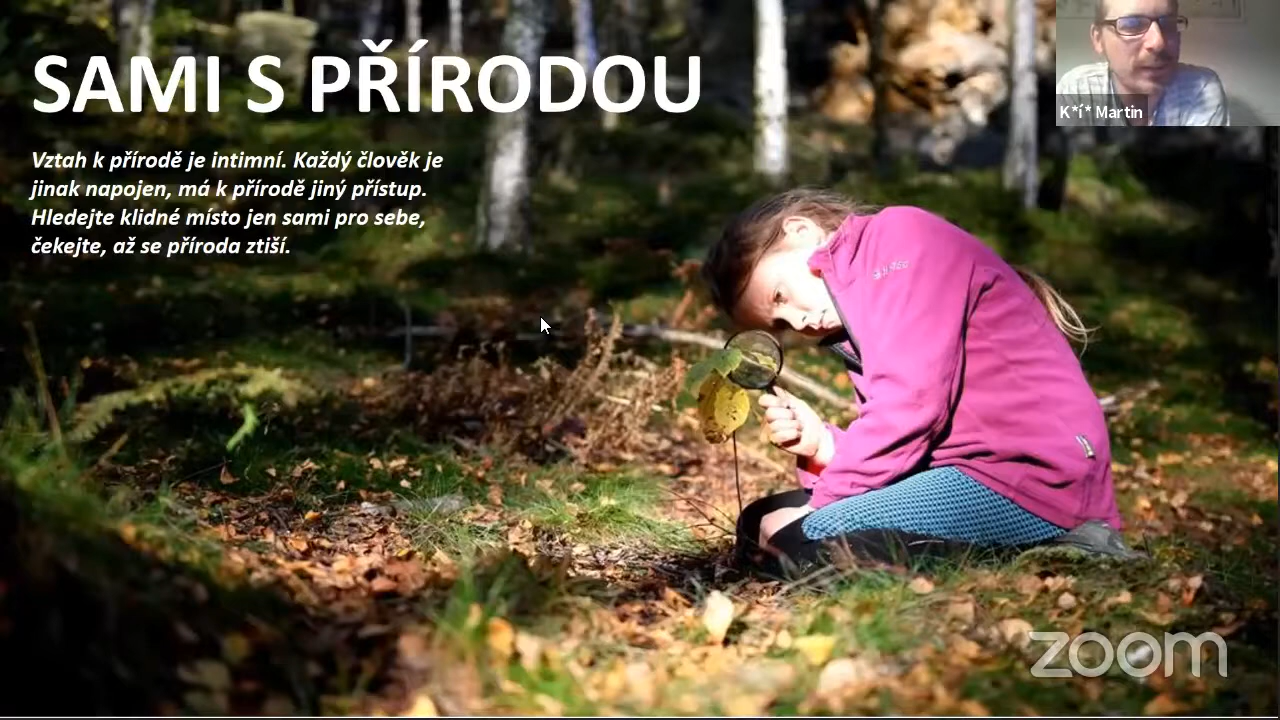 SAMI S PŘÍRODOU
Vztah k přírodě je intimní. Každý člověk je
jinak napojen, má k přírodě jiný přístup.
Hledejte klidné místo jen sami pro sebe,
čekejte, až se příroda ztiší.
K*í* Martin
zoom